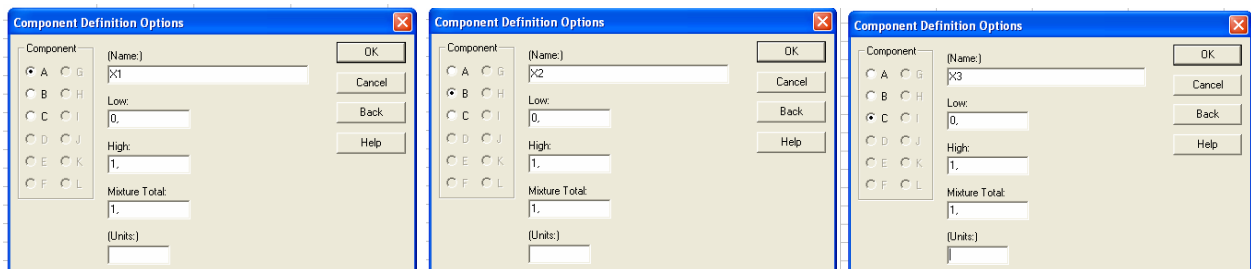 Component Definition Options
Component
A G
B H
C I
D J
E K
F L
(Name:)
X1
Low:
0,
High:
1,
Mixture Total:
1,
(Units:)
OK
Cancel
Back
Help
Component Definition Options
Component
A G
B H
C I
D J
E K
F L
(Name:)
X2
Low:
0,
High:
1,
Mixture Total:
1,
(Units:)
OK
Cancel
Back
Help
Component Definition Options
Component
A G
B H
C I
D J
E K
F L
(Name:)
X3
Low:
0,
High:
1,
Mixture Total:
1,
(Units:)
OK
Cancel
Back
Help